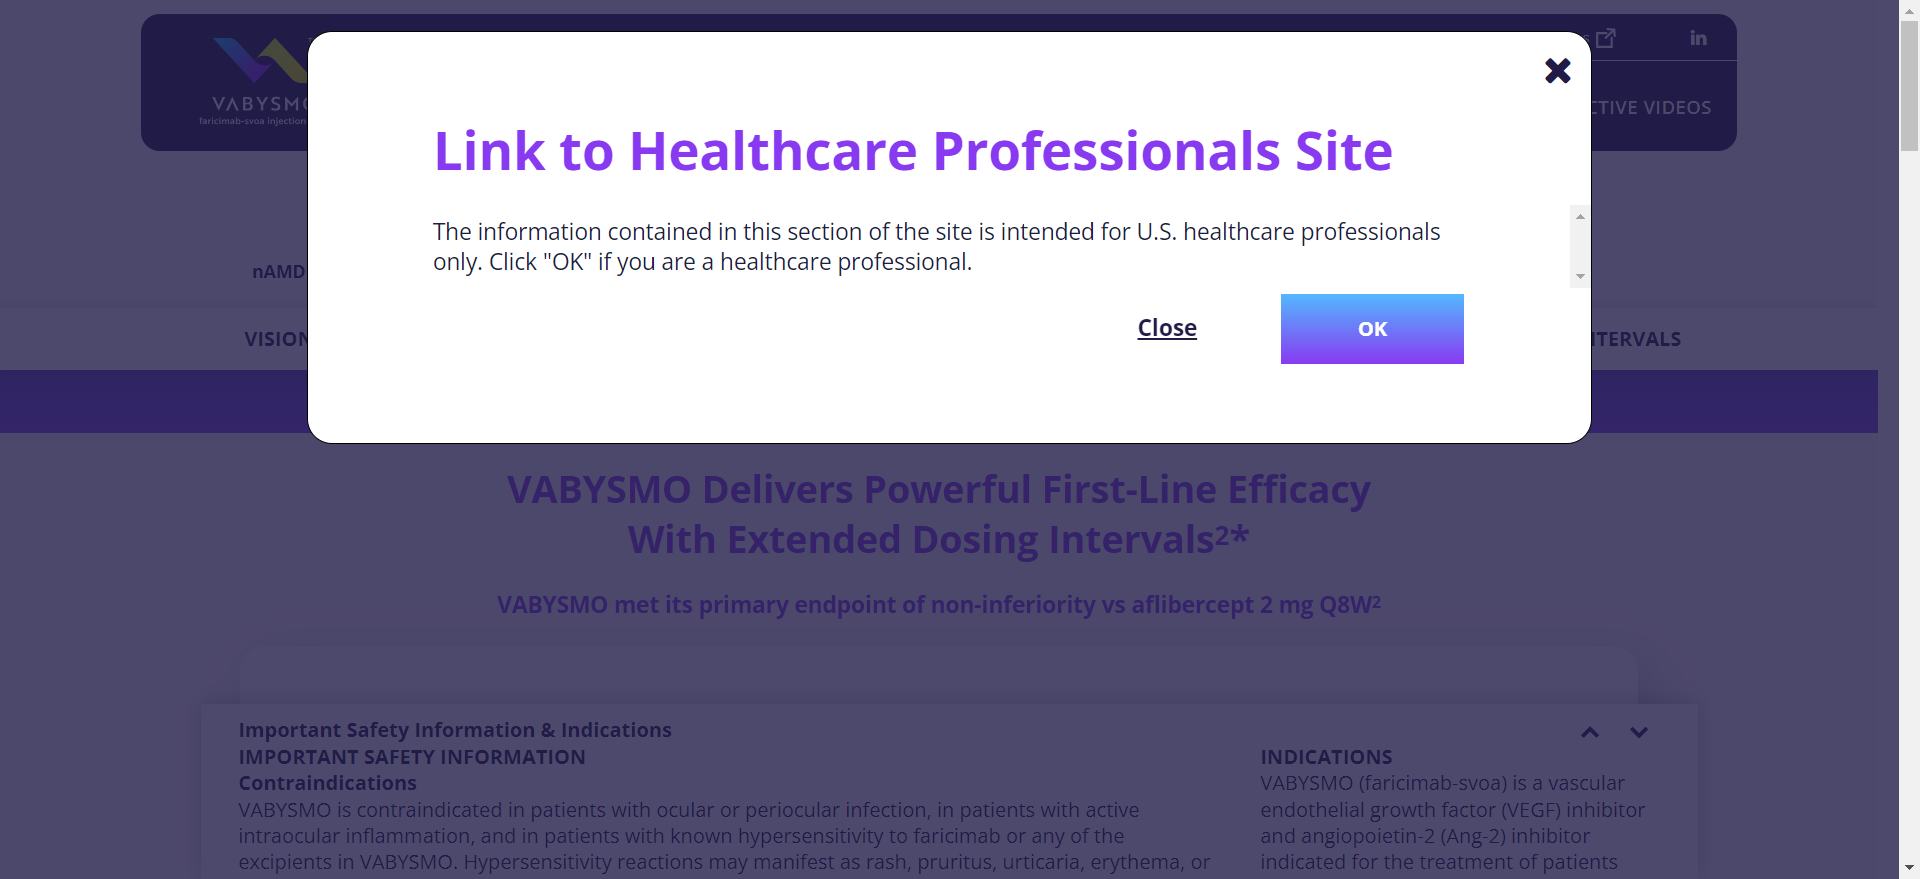 VABYSMO
faricimab-svoa injection
in
VIDEOS
Link to Healthcare Professionals Site
The information contained in this section of the site is intended for U.S. healthcare professionals
only. Click "OK" if you are a healthcare professional.
Close
OK
nAMD
VISION
VABYSMO Delivers Powerful First-Line Efficacy
With Extended Dosing Intervals2*
VABYSMO met its primary endpoint of non-inferiority vs aflibercept 2 mg Q8W2
Important Safety Information & Indications
IMPORTANT SAFETY INFORMATION
Contraindications
VABYSMO is contraindicated in patients with ocular or periocular infection, in patients with active
intraocular inflammation, and in patients with known hypersensitivity to faricimab or any of the
excipients in VABYSMO. Hypersensitivity reactions may manifest as rash, pruritus, urticaria, erythema, or
INDICATIONS
VABYSMO (faricimab-svoa) is a vascular
endothelial growth factor (VEGF) inhibitor
and angiopoietin-2 (Ang-2) inhibitor
indicated for the treatment of patients